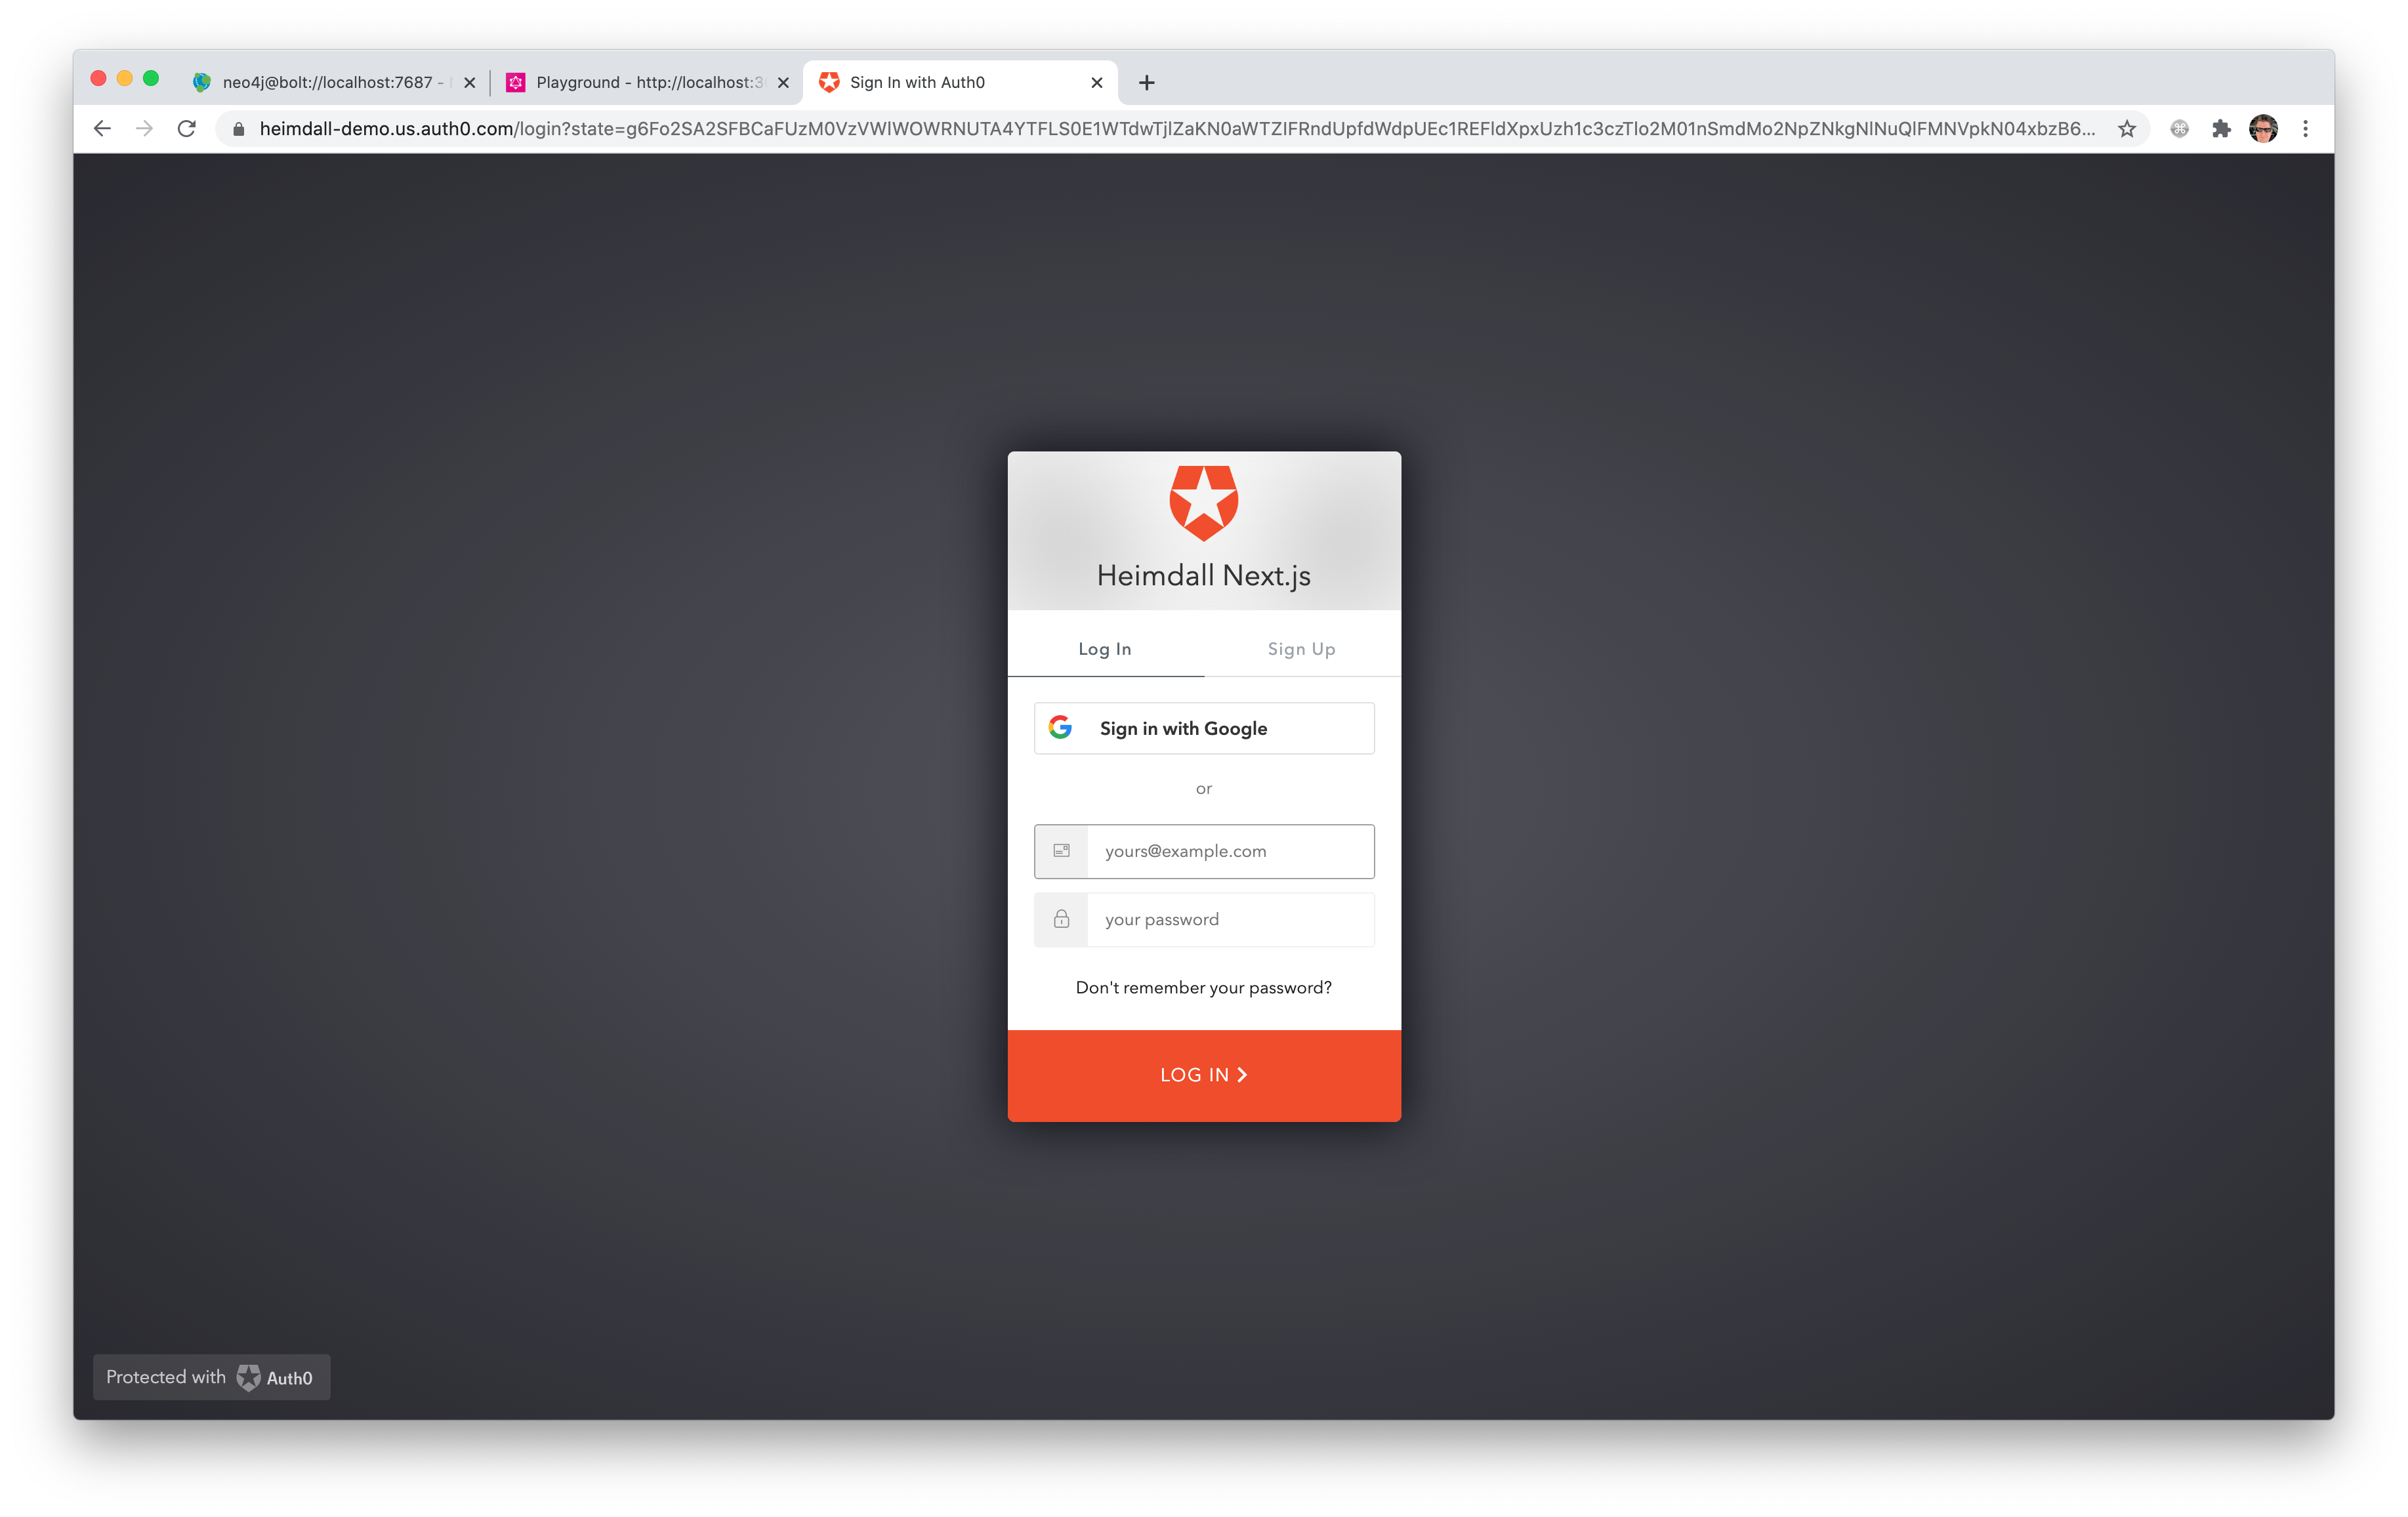 neo4j@bolt://localhost:7687 -
Playground - http://localhost:3
Sign In with Auth0
heimdall-demo.us.auth0.com/login?state=g6Fo2SA2SFBCaFUzM0VzVWlWOWRNUTA4YTFLS0E1WTdwTjlZaKN0aWTZIFRndUpfdWdpUEc1REFldXpxUzh1c3czTlo2M01nSmdMo2NpZNkgNlNuQlFMNVpkN04xbzB6...
Heimdall Next.js
Log In
Sign Up
Sign in with Google
or
yours@example.com
your password
Don't remember your password?
LOG IN
Protected with Auth0